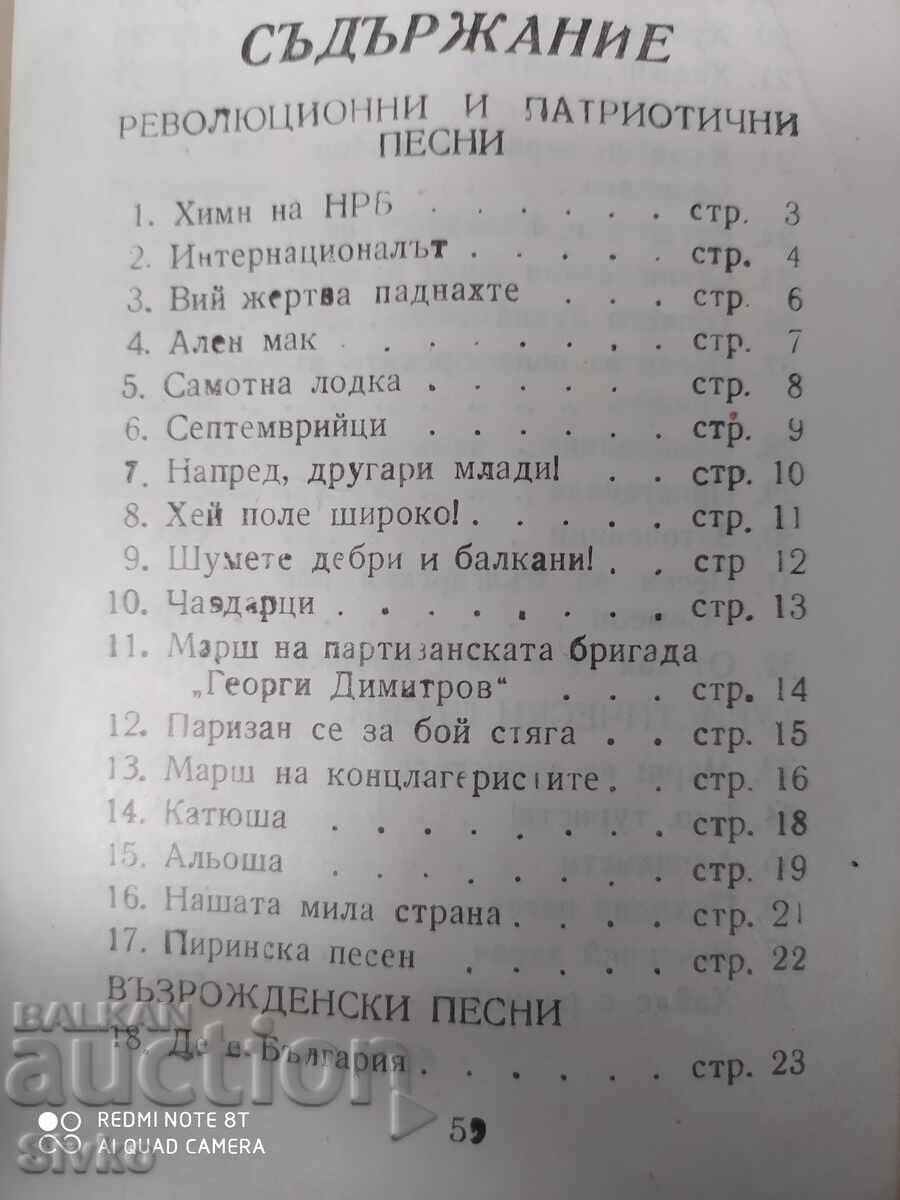 СЪДЪРЖАНИЕ
РЕВОЛЮЦИОННИ И ПАТРИОТИЧНИ
ПЕСНИ
1. Химн на НРБ . . . . . . стр. 3
2. Интернационалът . . . . . стр. 4
3. Вий жертва паднахте . . . стр. 6
4. Ален мак . . . . . . . стр. 7
5. Самотна лодка . . . . . стр. 8
6. Септемврийци . . . . . . стр. 9
7. Напред, другари млади! . . стр. 10
8. Хей поле широко! . . . . стр. 11
9. Шумете дебри и балкани! . . стр 12
10. Чавдарци . . . . . . . стр. 13
11. Марш на партизанската бригада
„Георги Димитров“ . . . стр. 14
12. Паризан се за бой стяга . . стр. 15
13. Марш на концлагеристите . . стр. 16
14. Катюша . . . . . . . . стр. 18
15. Альоша . . . . . . . стр. 19
16. Нашата мила страна . . . . стр. 21
17. Пиринска песен . . . . . стр. 22
ВЪЗРОЖДЕНСКИ ПЕСНИ
18. Де е България . . . . . . стр. 23
59
BALKAN
auction
REDMI NOTE 8T
AI QUAD CAMERA
Sivko